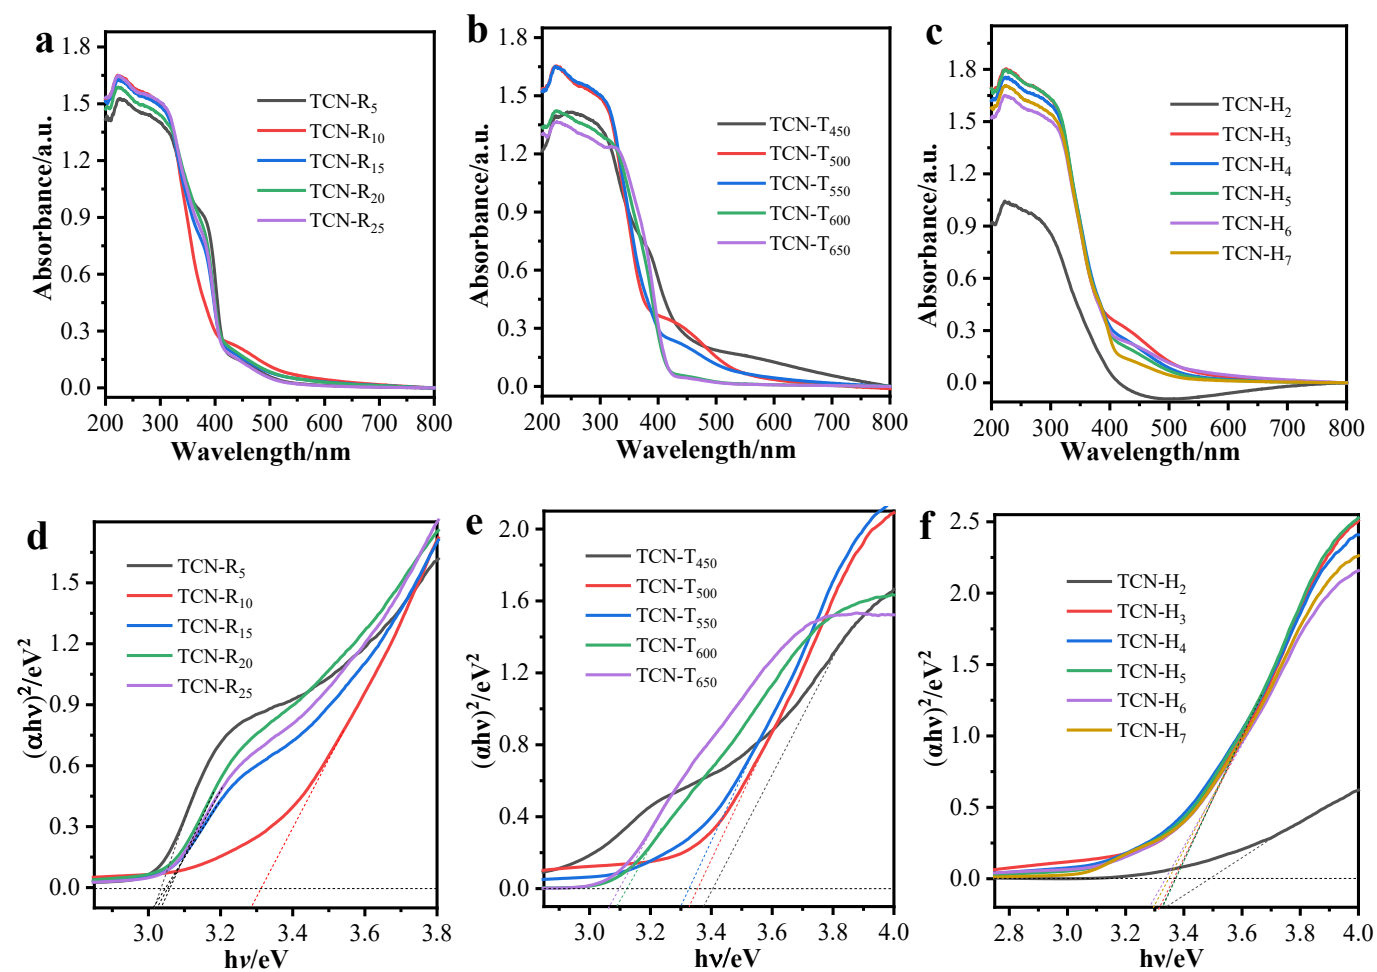 a
1.8
1.5
1.2
0.9
0.6
0.3
0.0
Absorbance/a.u.
TCN-R5
TCN-R10
TCN-R15
TCN-R20
TCN-R25
200 300 400 500 600 700 800
Wavelength/nm
b
1.8
1.5
1.2
0.9
0.6
0.3
0.0
Absorbance/a.u.
TCN-T450
TCN-T500
TCN-T550
TCN-T600
TCN-T650
200 300 400 500 600 700 800
Wavelength/nm
c
1.8
1.5
1.2
0.9
0.6
0.3
0.0
Absorbance/a.u.
TCN-H2
TCN-H3
TCN-H4
TCN-H5
TCN-H6
TCN-H7
200 300 400 500 600 700 800
Wavelength/nm
d
1.5
1.2
0.9
0.6
0.3
0.0
(αhν)2/eV2
TCN-R5
TCN-R10
TCN-R15
TCN-R20
TCN-R25
3.0 3.2 3.4 3.6 3.8
hν/eV
e
2.0
1.6
1.2
0.8
0.4
0.0
(αhν)2/eV2
TCN-T450
TCN-T500
TCN-T550
TCN-T600
TCN-T650
3.0 3.2 3.4 3.6 3.8 4.0
hν/eV
f
2.5
2.0
1.5
1.0
0.5
0.0
(αhν)2/eV2
TCN-H2
TCN-H3
TCN-H4
TCN-H5
TCN-H6
TCN-H7
2.8 3.0 3.2 3.4 3.6 3.8 4.0
hν/eV